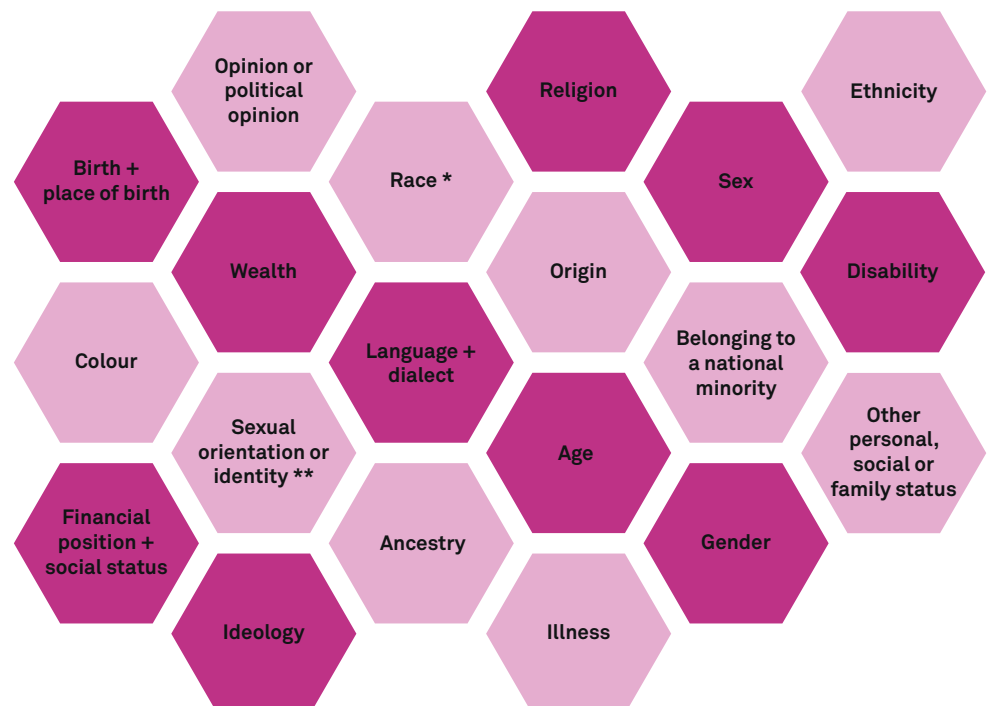 Opinion or
political
opinion
Religion
Ethnicity
Birth +
place of birth
Race *
Sex
Wealth
Origin
Disability
Colour
Language +
dialect
Belonging to
a national
minority
Sexual
orientation or
identity **
Age
Other
personal,
social or
family status
Financial
position +
social status
Ancestry
Gender
Ideology
Illness